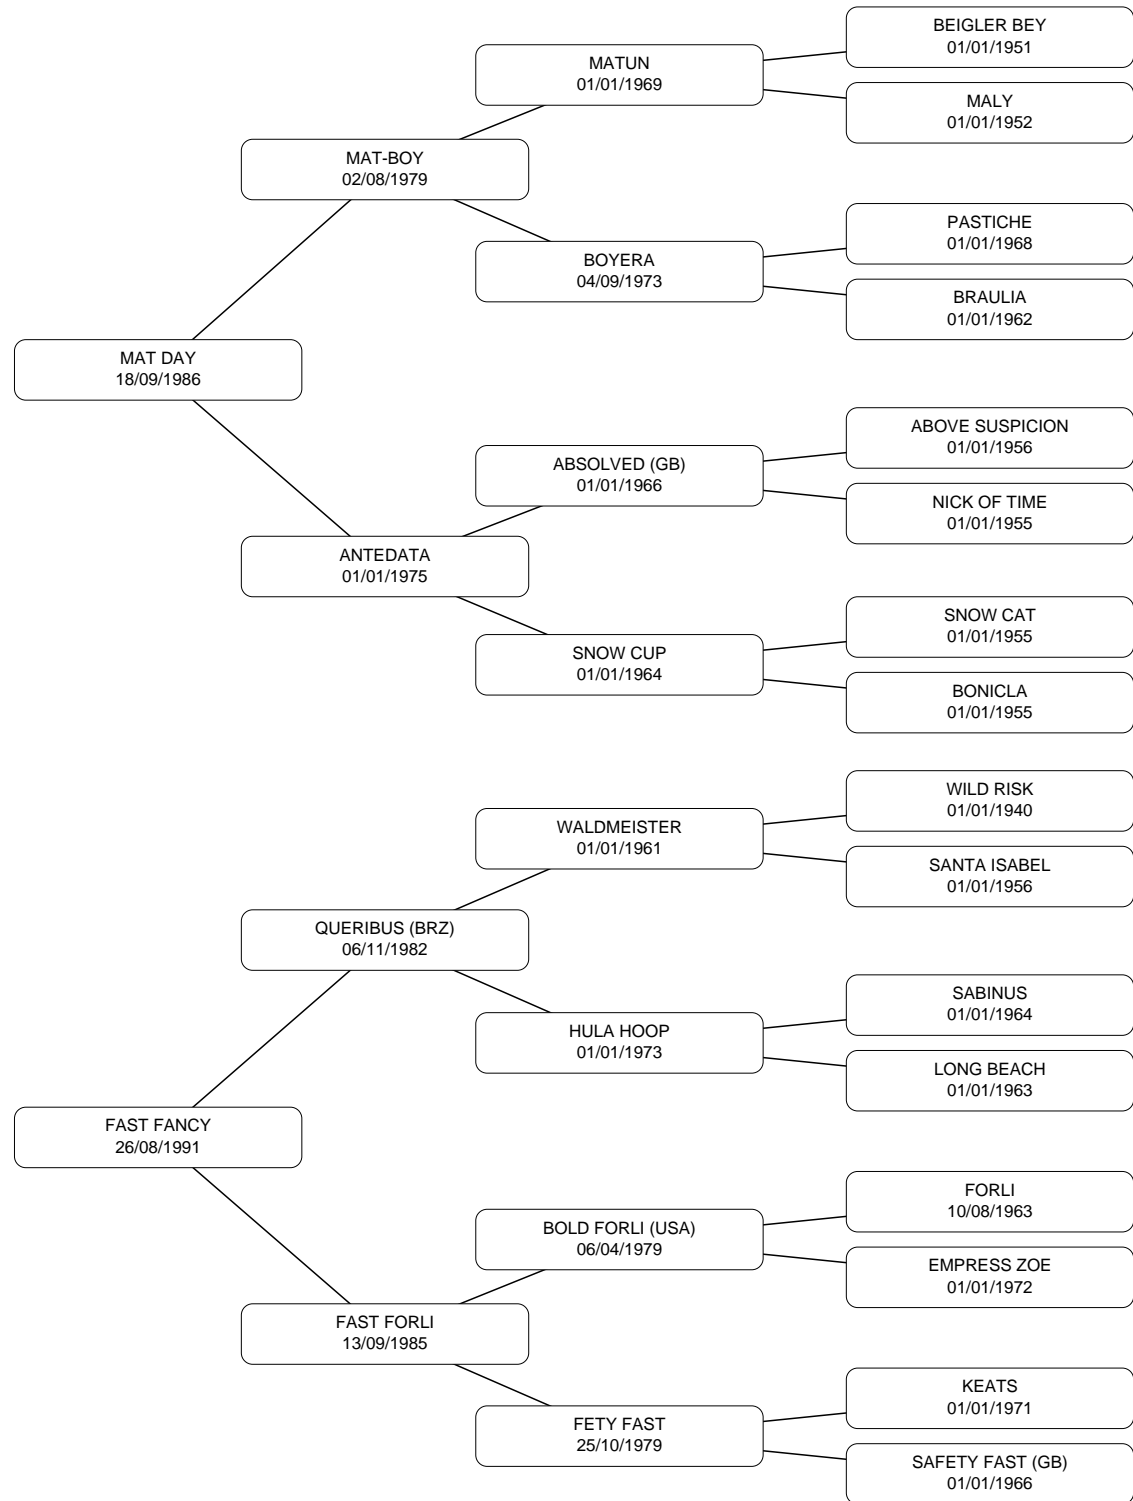 BEIGLER BEY
01/01/1951
MATUN
01/01/1969
MALY
01/01/1952
MAT-BOY
02/08/1979
PASTICHE
01/01/1968
BOYERA
04/09/1973
BRAULIA
01/01/1962
MAT DAY
18/09/1986
ABOVE SUSPICION
01/01/1956
ABSOLVED (GB)
01/01/1966
NICK OF TIME
01/01/1955
ANTEDATA
01/01/1975
SNOW CAT
01/01/1955
SNOW CUP
01/01/1964
BONICLA
01/01/1955
WILD RISK
01/01/1940
WALDMEISTER
01/01/1961
SANTA ISABEL
01/01/1956
QUERIBUS (BRZ)
06/11/1982
SABINUS
01/01/1964
HULA HOOP
01/01/1973
LONG BEACH
01/01/1963
FAST FANCY
26/08/1991
FORLI
10/08/1963
BOLD FORLI (USA)
06/04/1979
EMPRESS ZOE
01/01/1972
FAST FORLI
13/09/1985
KEATS
01/01/1971
FETY FAST
25/10/1979
SAFETY FAST (GB)
01/01/1966